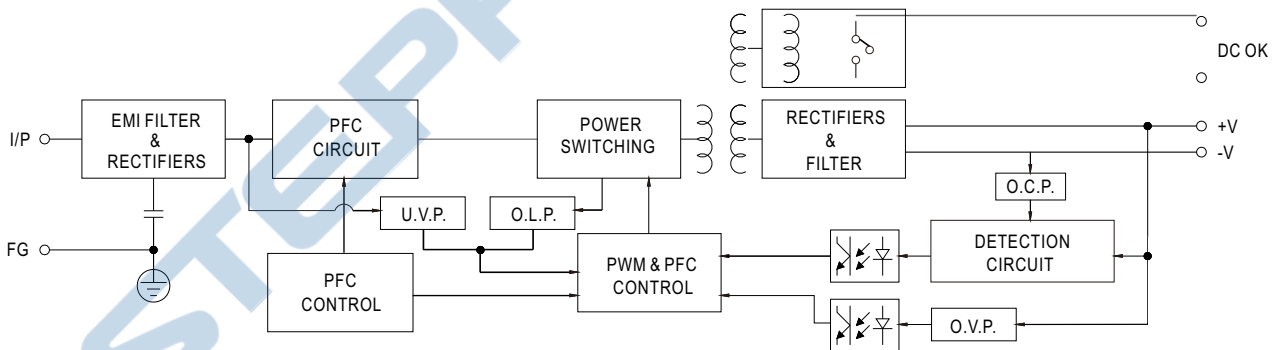 DC OK
I/P
EMI FILTER
&
RECTIFIERS
PFC
CIRCUIT
POWER
SWITCHING
RECTIFIERS
&
FILTER
+V
-V
O.C.P.
U.V.P.
O.L.P.
FG
DETECTION
CIRCUIT
PWM & PFC
CONTROL
PFC
CONTROL
O.V.P.
STEPP